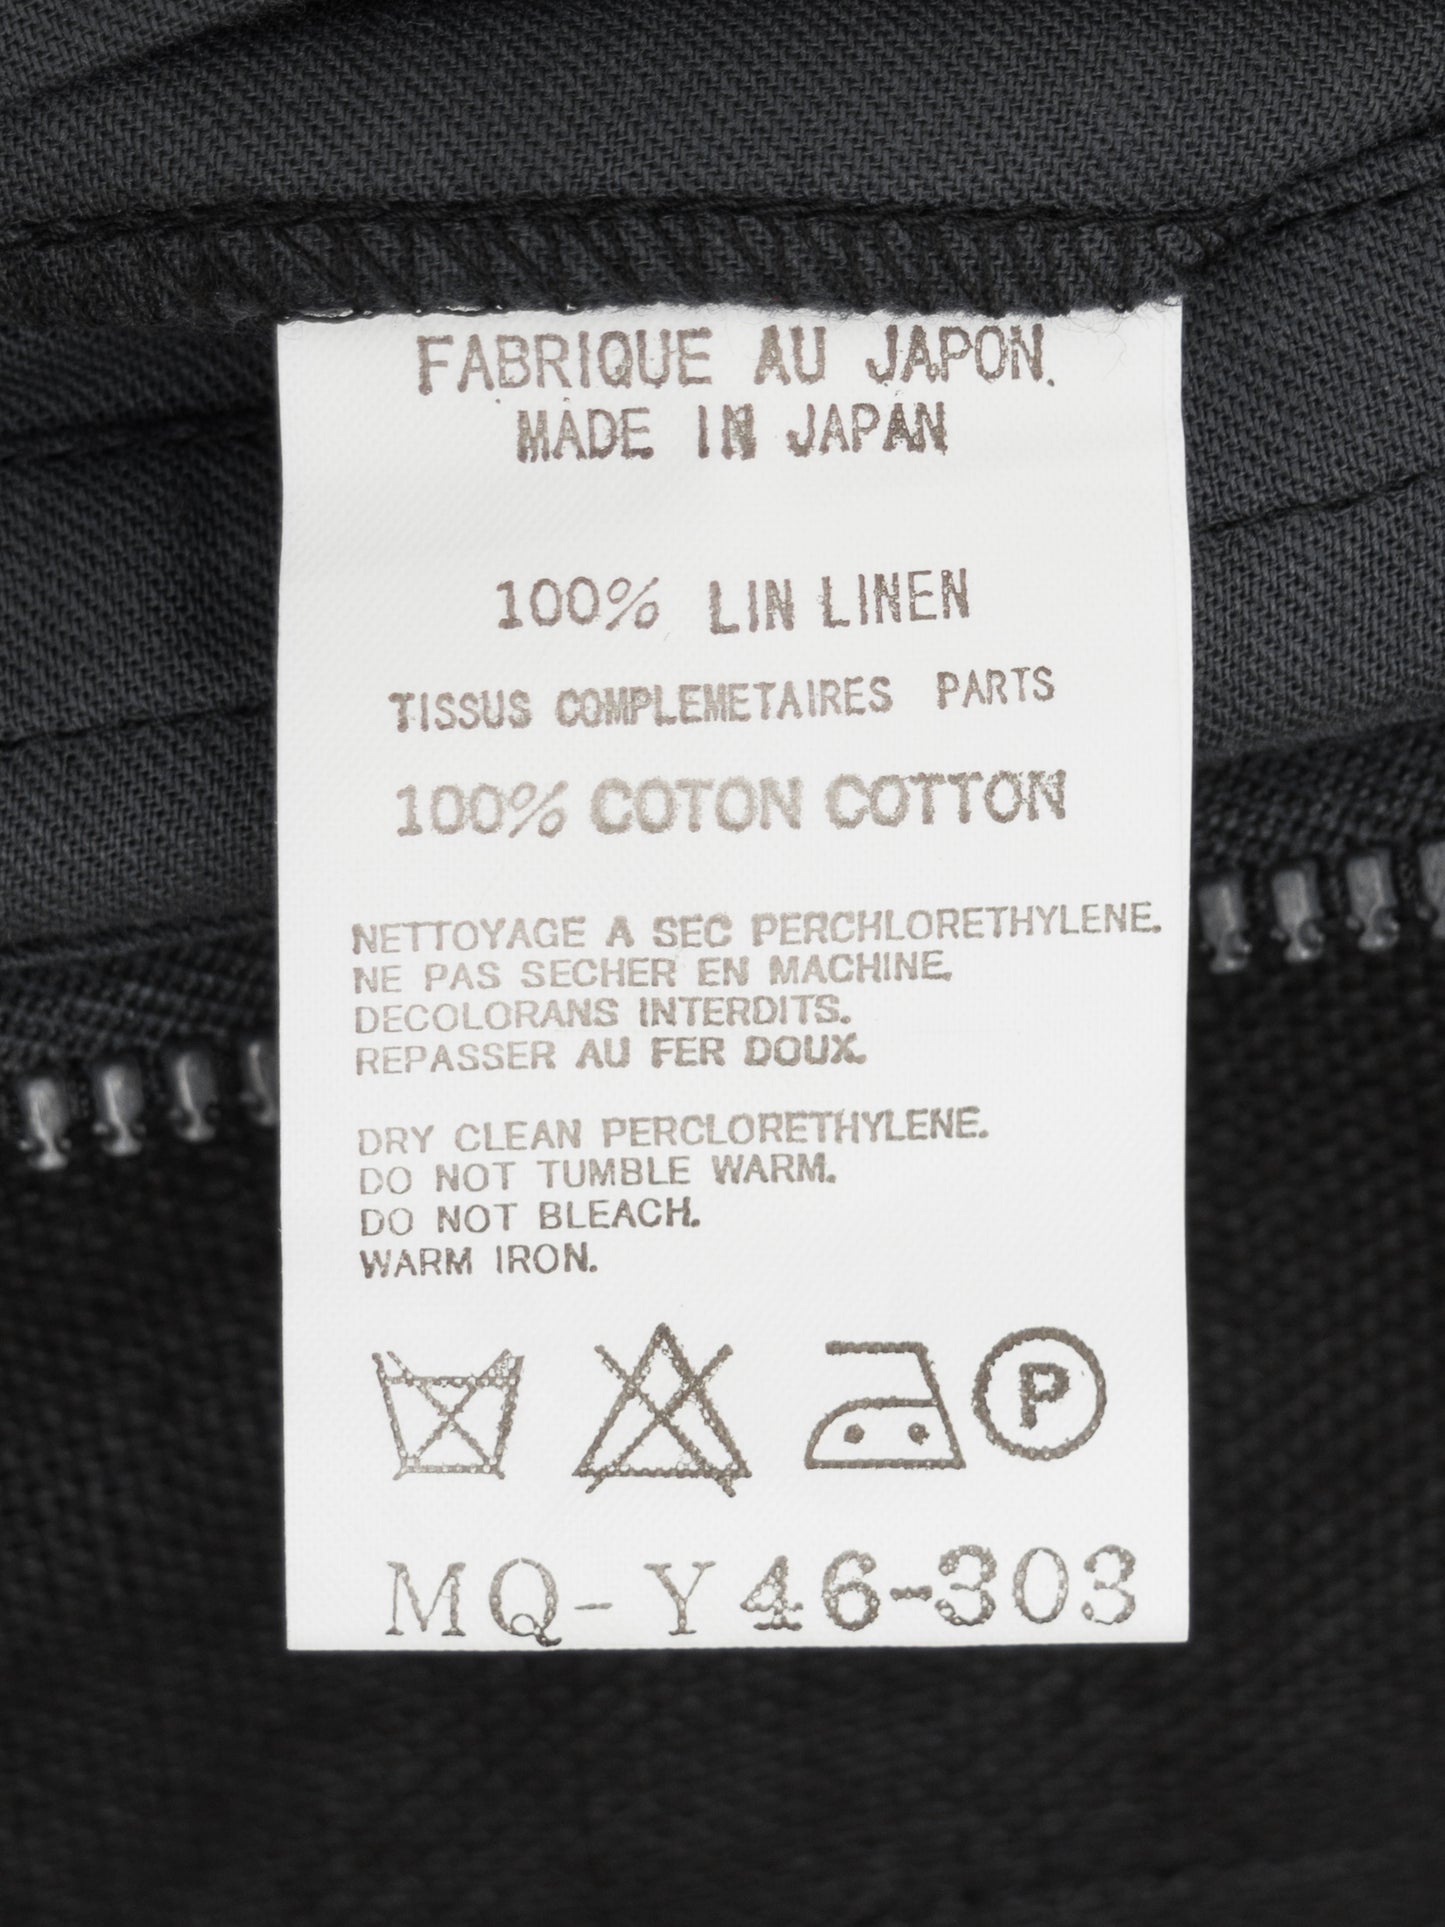 FABRIQUE AU JAPON.
MADE IN JAPAN
100% LIN LINEN
TISSUS COMPLEMETAIRES PARTS
100% COTON COTTON
NETTOYAGE A SEC PERCHLORETHYLENE.
NE PAS SECHER EN MACHINE.
DECOLORANS INTERDITS.
REPASSER AU FER DOUX.
DRY CLEAN PERCLORETHYLENE.
DO NOT TUMBLE WARM.
DO NOT BLEACH.
WARM IRON.
P
MQ-Y46-303